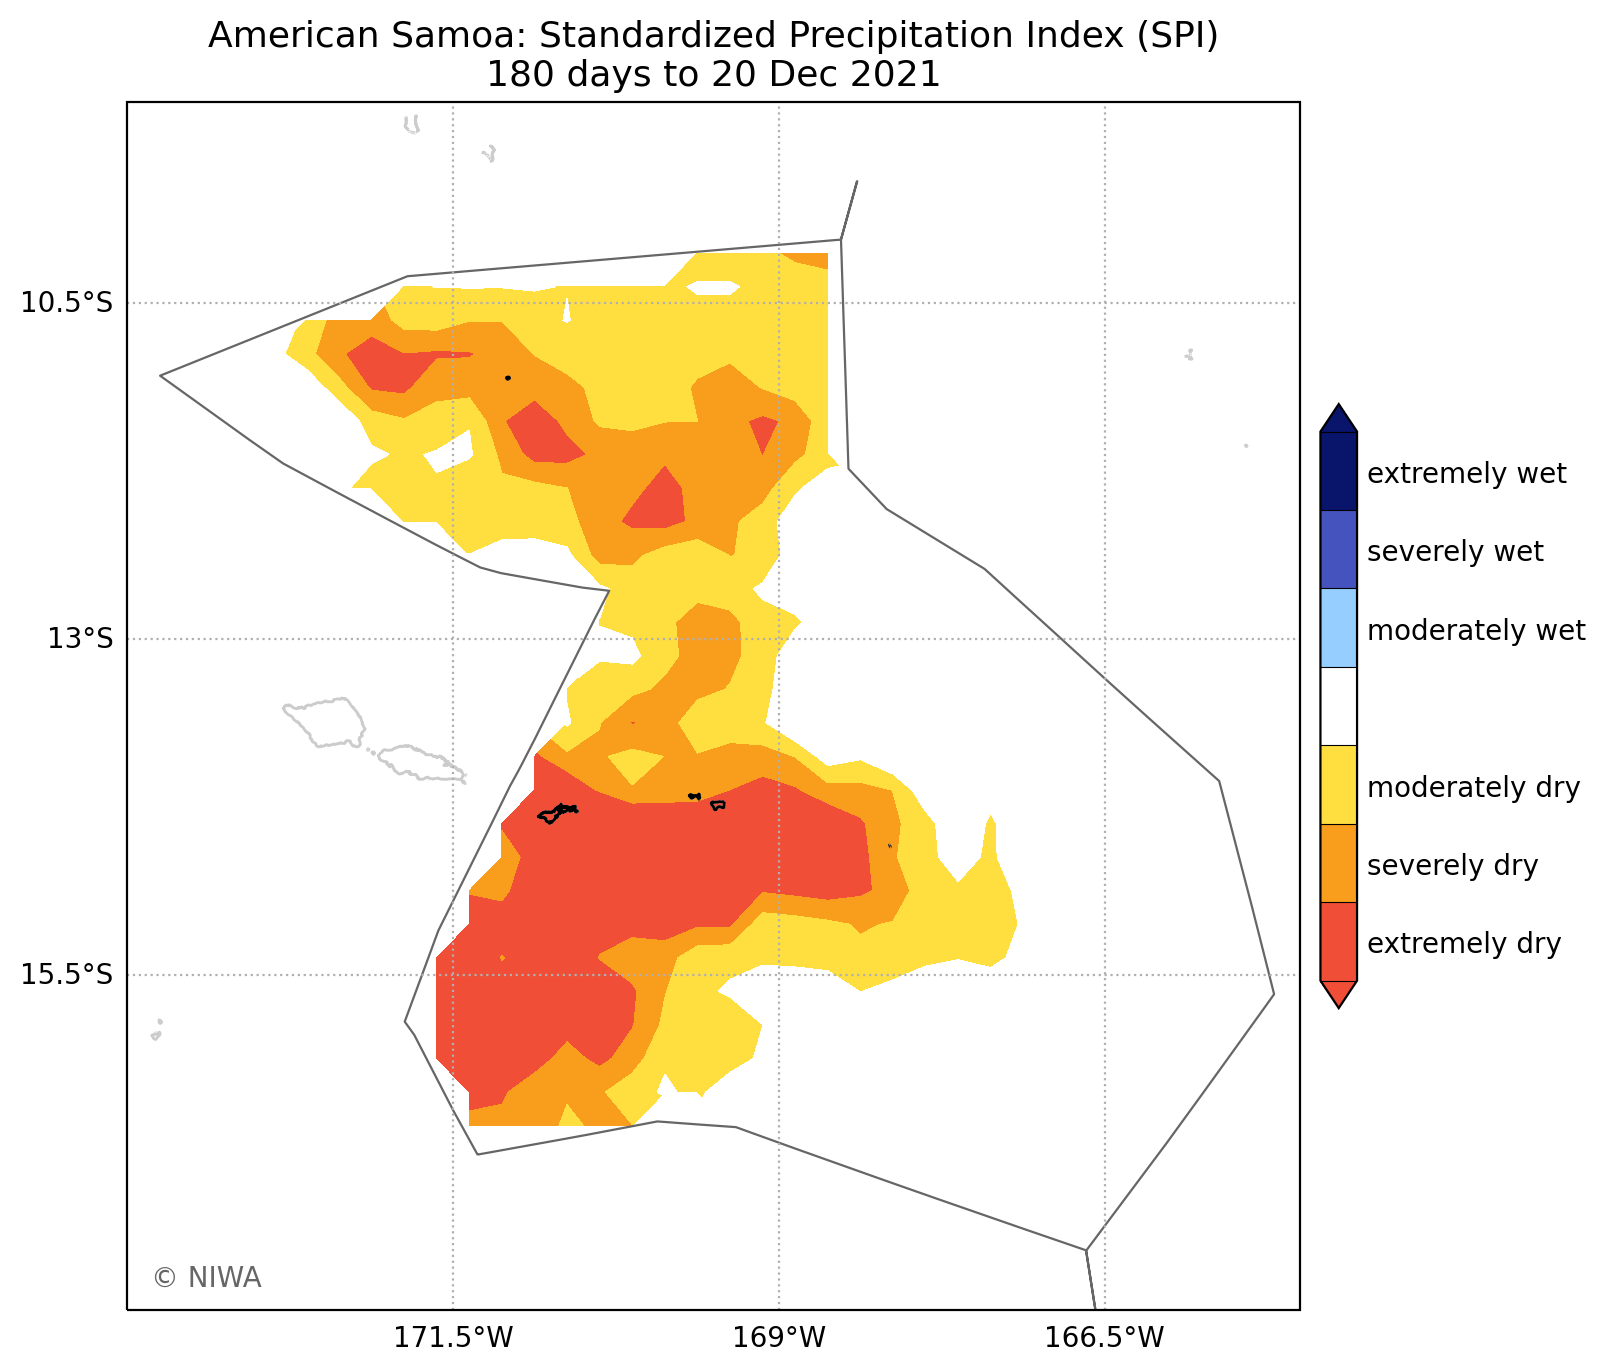 American Samoa: Standardized Precipitation Index (SPI)
180 days to 20 Dec 2021
10.5°S
13°S
15.5°S
171.5°W
169°W
166.5°W
extremely wet
severely wet
moderately wet
moderately dry
severely dry
extremely dry
© NIWA